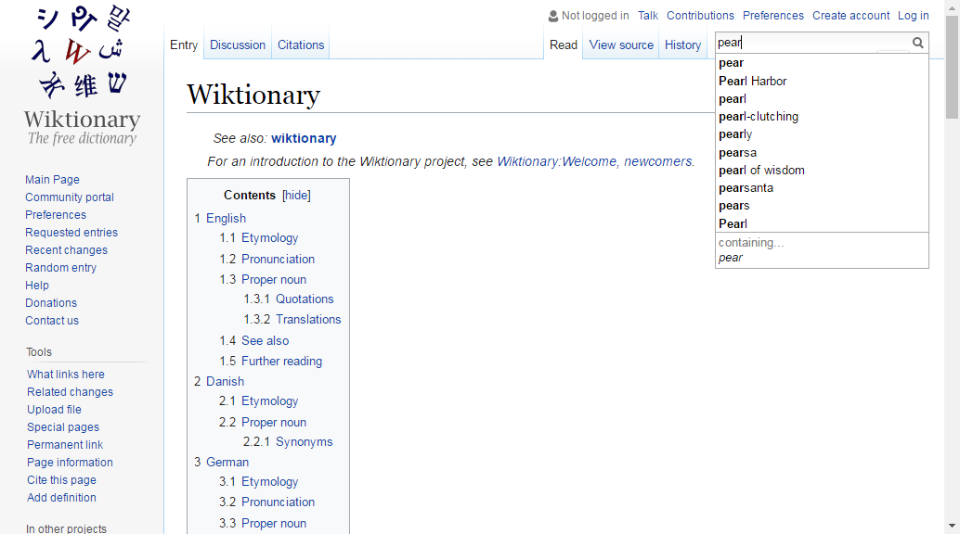 シ
wи
말
λ
W
ش
維
ש
Wiktionary
The free dictionary
Main Page
Community portal
Preferences
Requested entries
Recent changes
Random entry
Help
Donations
Contact us
Tools
What links here
Related changes
Upload file
Special pages
Permanent link
Page information
Cite this page
Add definition
In other projects
Not logged in Talk Contributions Preferences Create account Log in
Entry Discussion Citations Read View source History
pear
pear
Pearl Harbor
pearl
pearl-clutching
pearly
pearsa
pearl of wisdom
pearsanta
pears
Pearl
containing...
pear
Wiktionary
See also: wiktionary
For an introduction to the Wiktionary project, see Wiktionary:Welcome, newcomers.
Contents [hide]
1 English
1.1 Etymology
1.2 Pronunciation
1.3 Proper noun
1.3.1 Quotations
1.3.2 Translations
1.4 See also
1.5 Further reading
2 Danish
2.1 Etymology
2.2 Proper noun
2.2.1 Synonyms
3 German
3.1 Etymology
3.2 Pronunciation
3.3 Proper noun